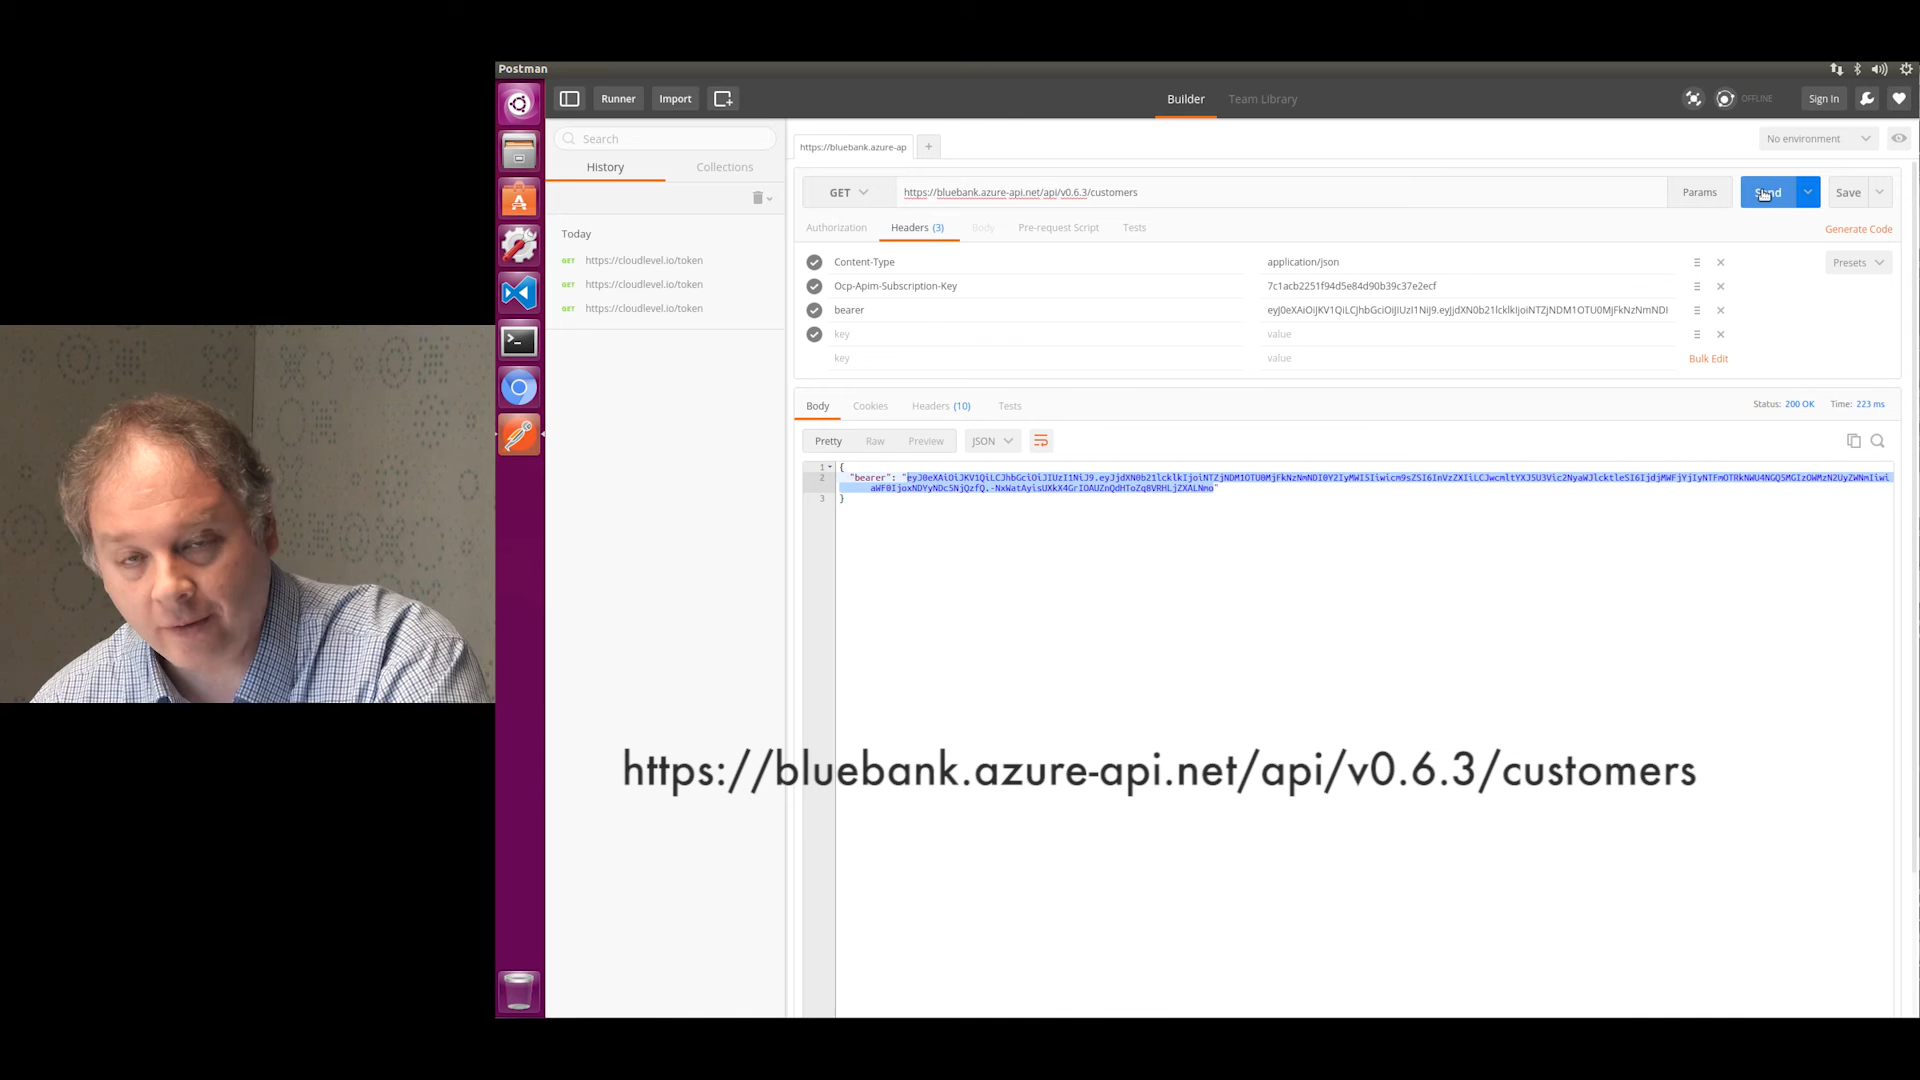 Postman
Runner
Import
Builder
Team Library
OFFLINE
Sign In
Search
History
Collections
Today
GET https://cloudlevel.io/token
GET https://cloudlevel.io/token
GET https://cloudlevel.io/token
https://bluebank.azure-ap
+
No environment
GET
https://bluebank.azure-api.net/api/v0.6.3/customers
Params
Send
Save
Authorization
Headers (3)
Body
Pre-request Script
Tests
Generate Code
Content-Type
application/json
Presets
Ocp-Apim-Subscription-Key
7c1acb2251f94d5e84d90b39c37e2ecf
bearer
key
value
key
value
Bulk Edit
Body
Cookies
Headers (10)
Tests
Status: 200 OK
Time: 223 ms
Pretty
Raw
Preview
JSON
1 {
2 "bearer": "
3 }
https://bluebank.azure-api.net/api/v0.6.3/customers